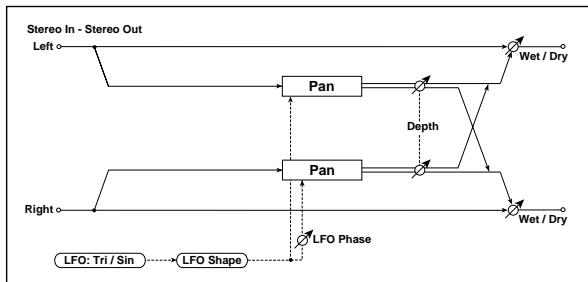 Stereo In - Stereo Out
Left
Wet / Dry
Pan
Depth
Pan
Right
Wet / Dry
LFO Phase
LFO: Tri / Sin
LFO Shape